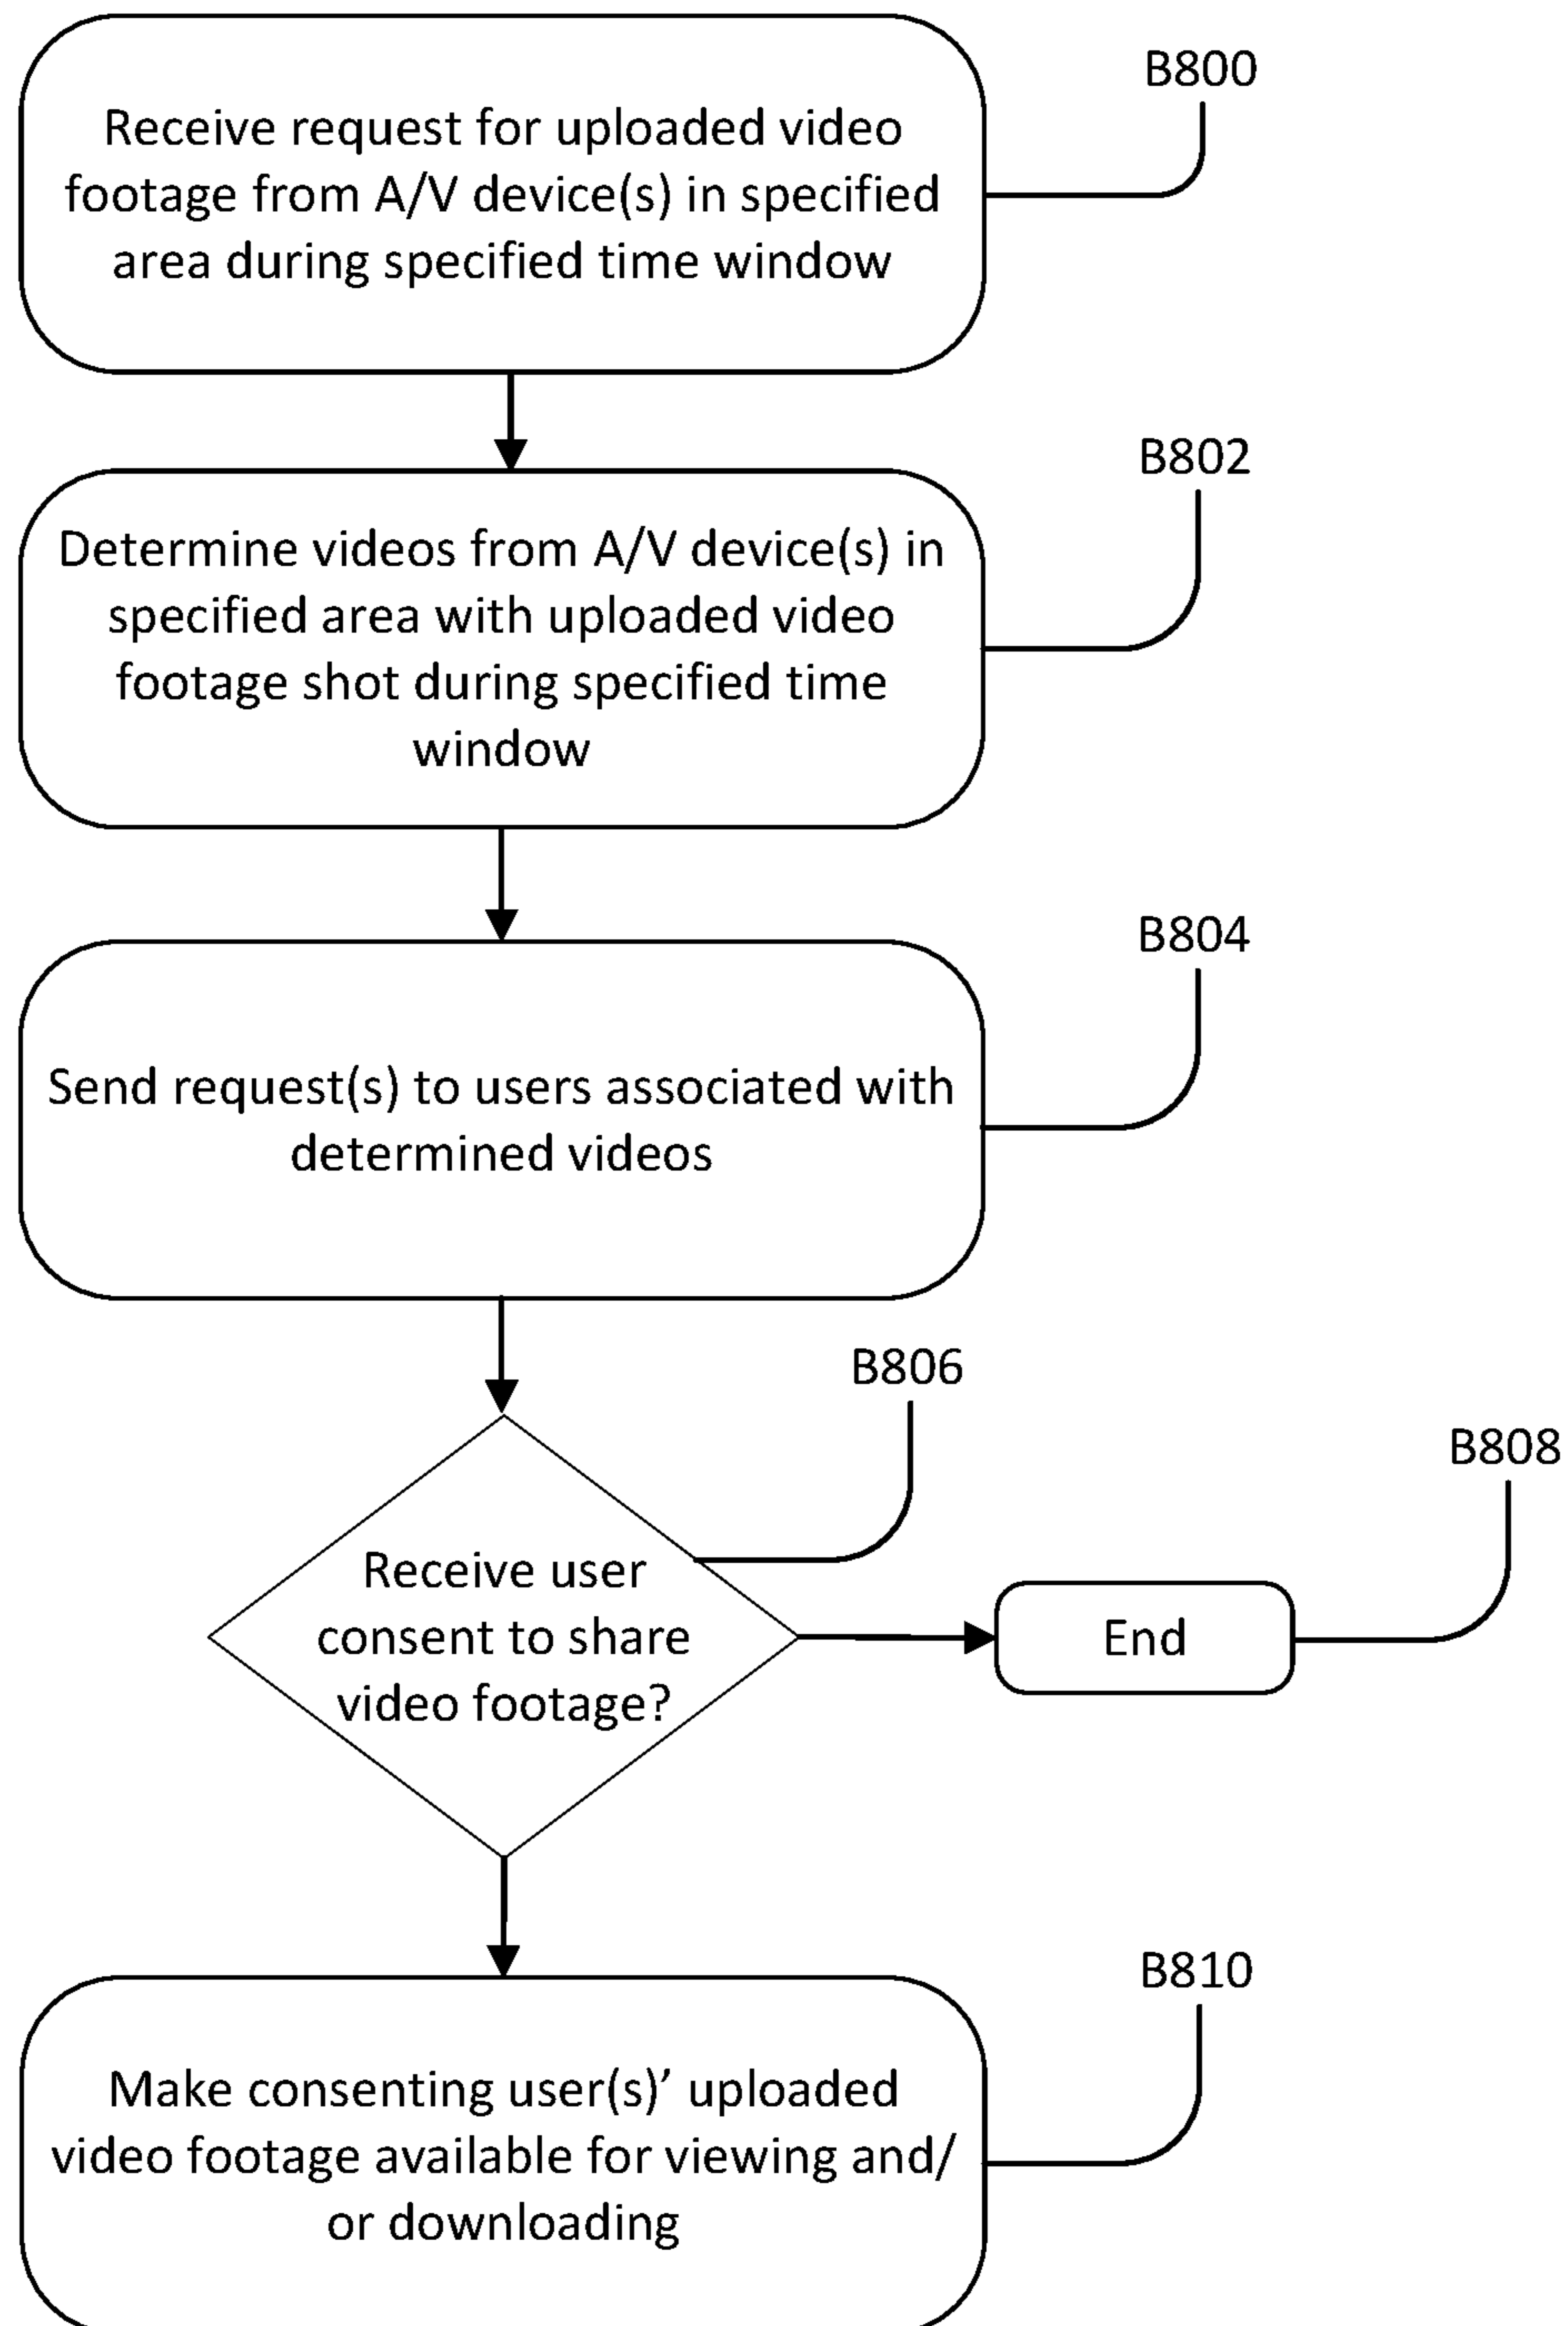 B800
Receive request for uploaded video
footage from A/V device(s) in specified
area during specified time window
B802
Determine videos from A/V device(s) in
specified area with uploaded video
footage shot during specified time
window
B804
Send request(s) to users associated with
determined videos
B806
B808
Receive user
consent to share
video footage?
End
B810
Make consenting user(s)’ uploaded
video footage available for viewing and/
or downloading